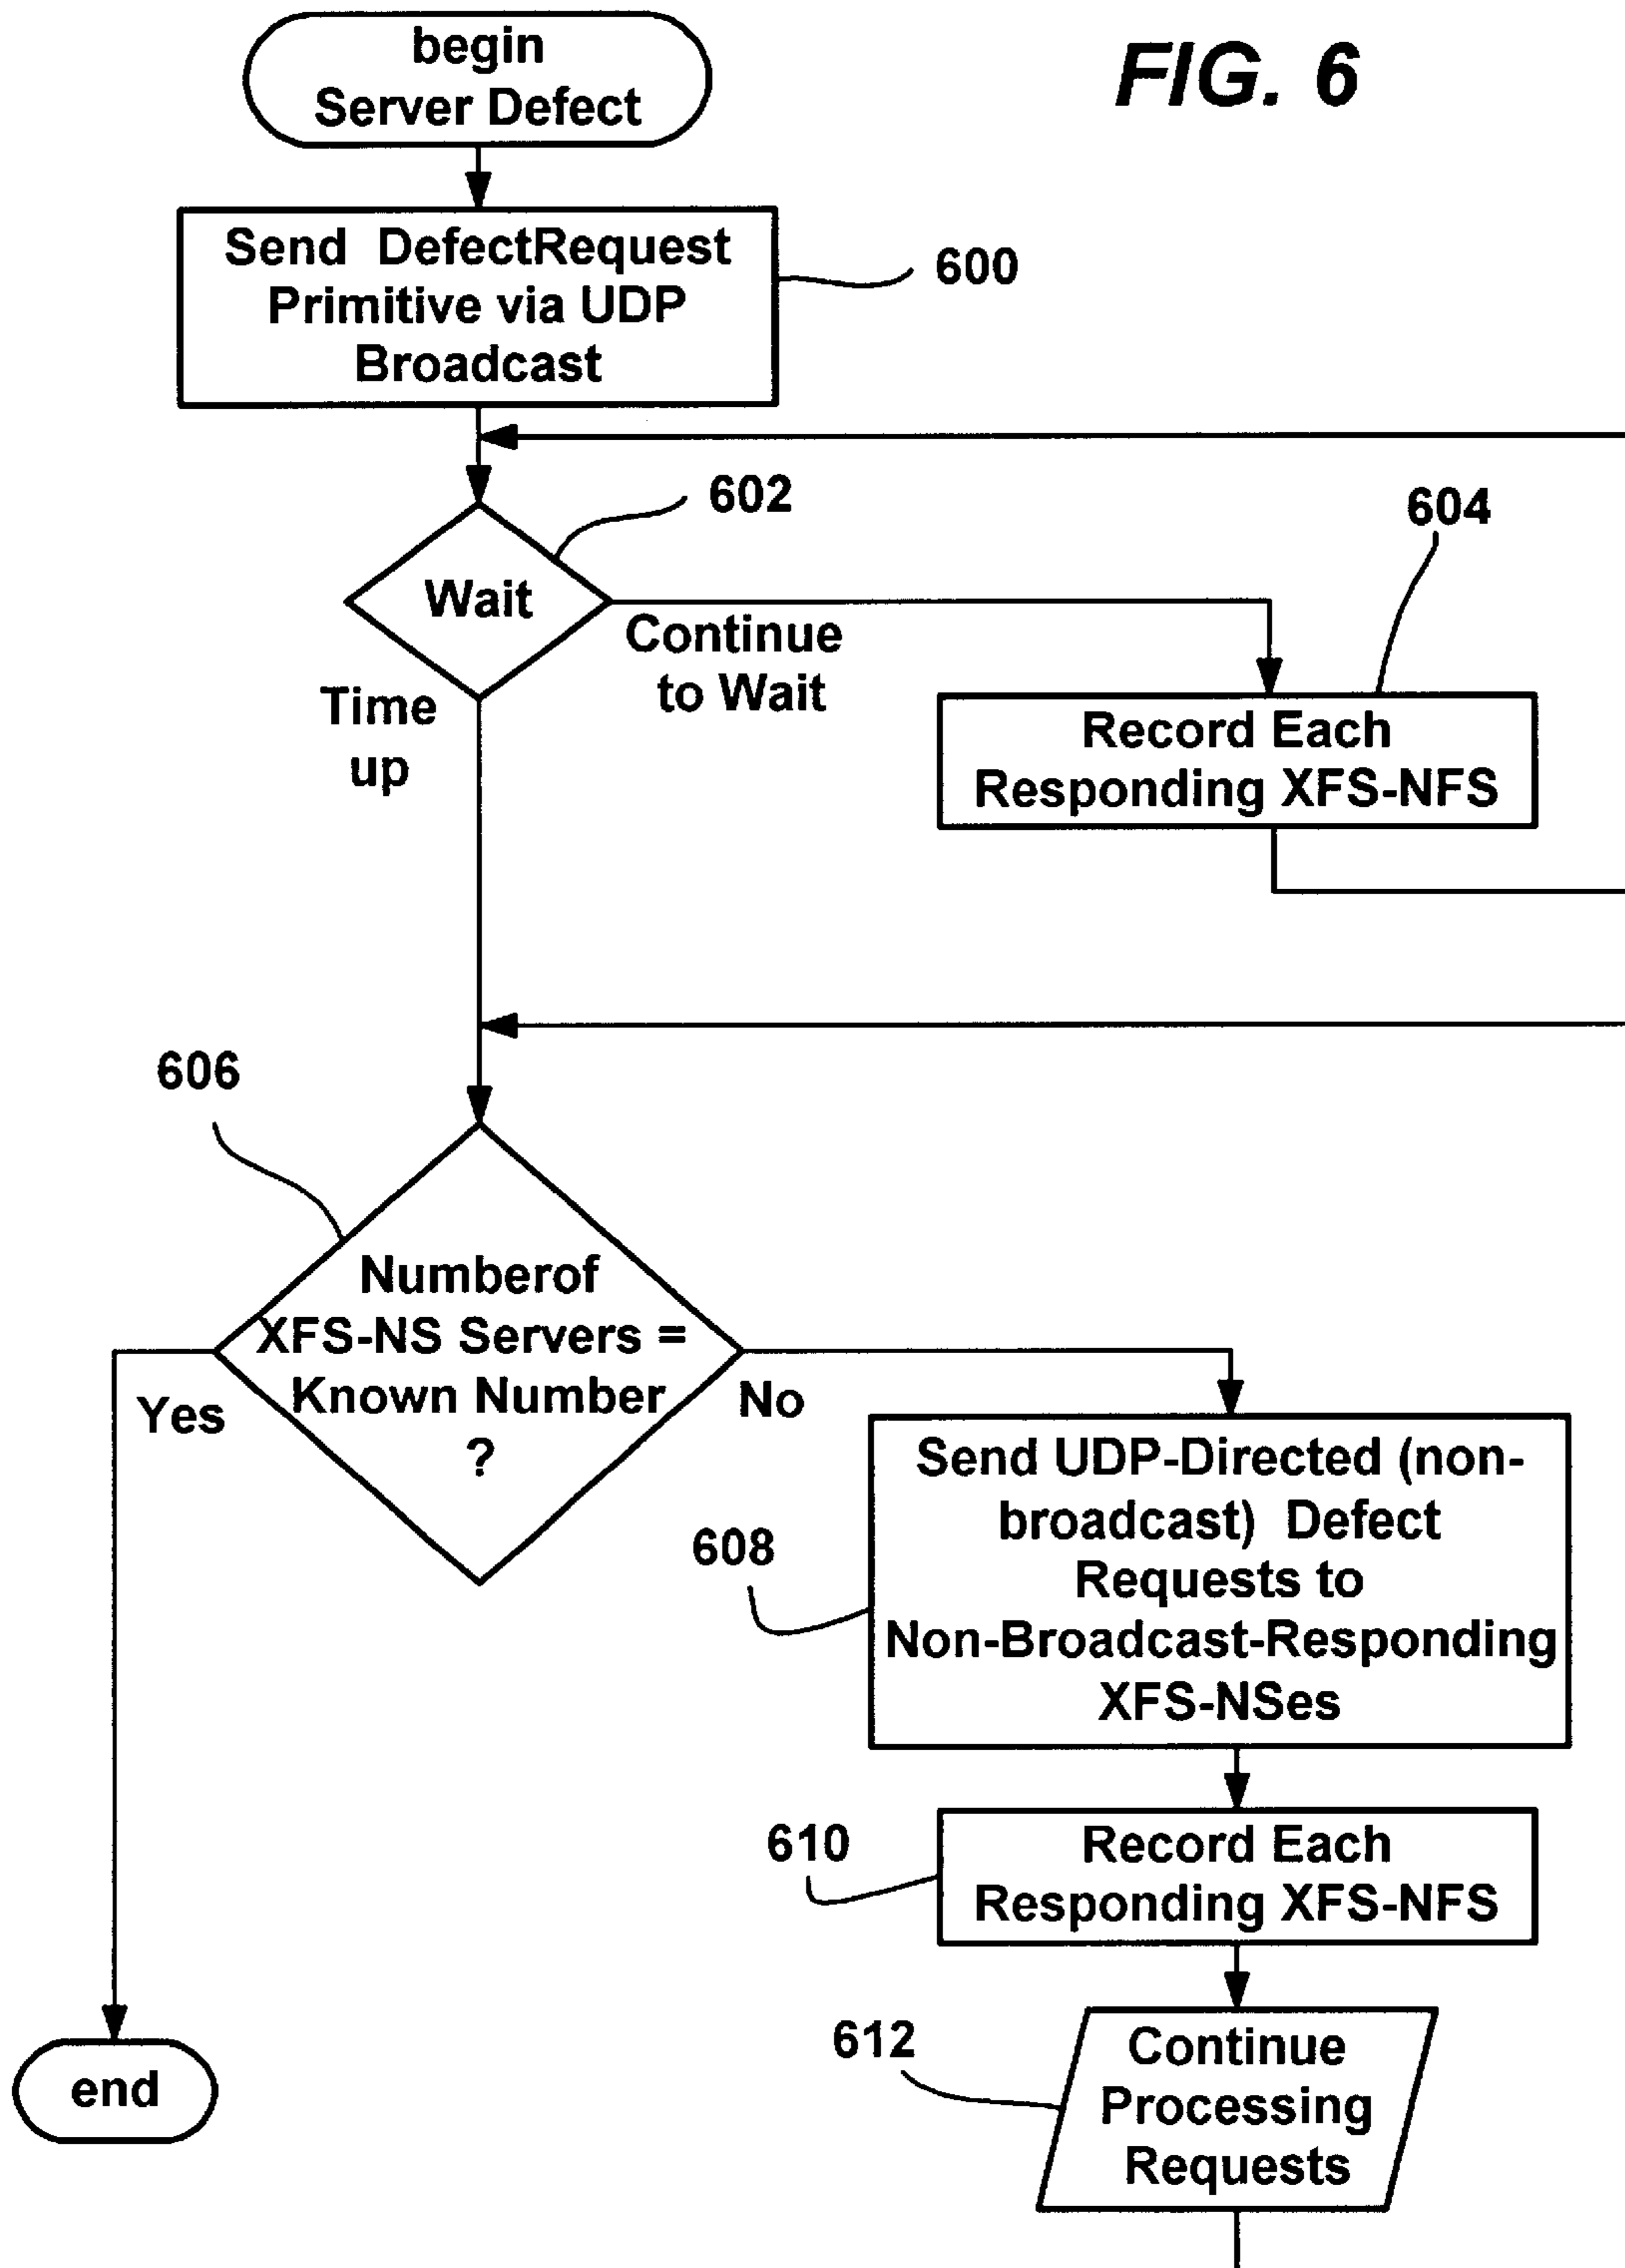 FIG. 6
begin
Server Defect
Send DefectRequest
Primitive via UDP
Broadcast
600
602
Wait
Continue
to Wait
Time
up
604
Record Each
Responding XFS-NFS
606
Numberof
XFS-NS Servers =
Known Number
?
Yes
No
608
Send UDP-Directed (non-
broadcast) Defect
Requests to
Non-Broadcast-Responding
XFS-NSes
610
Record Each
Responding XFS-NFS
612
Continue
Processing
Requests
end